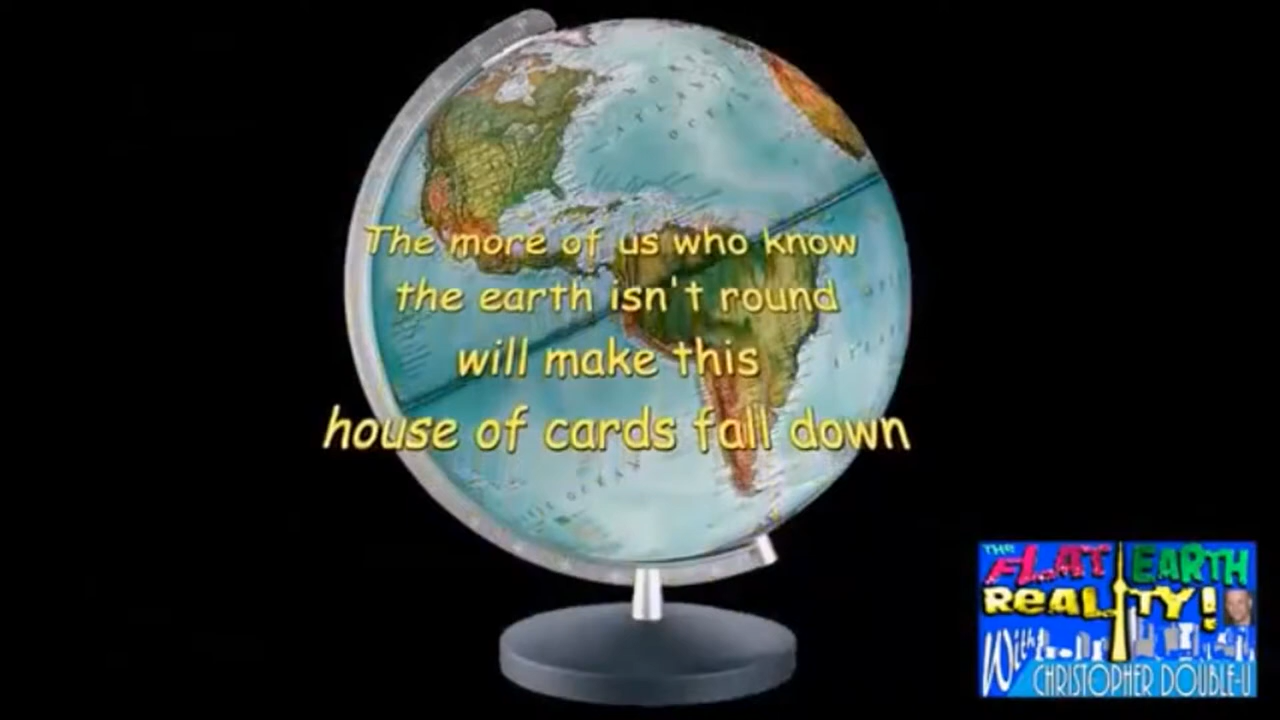 The more of us who know
the earth isn't round
will make this
house of cards fall down
THE
FLAT EARTH
REALITY!
With
CHRISTOPHER DOUBLE-U